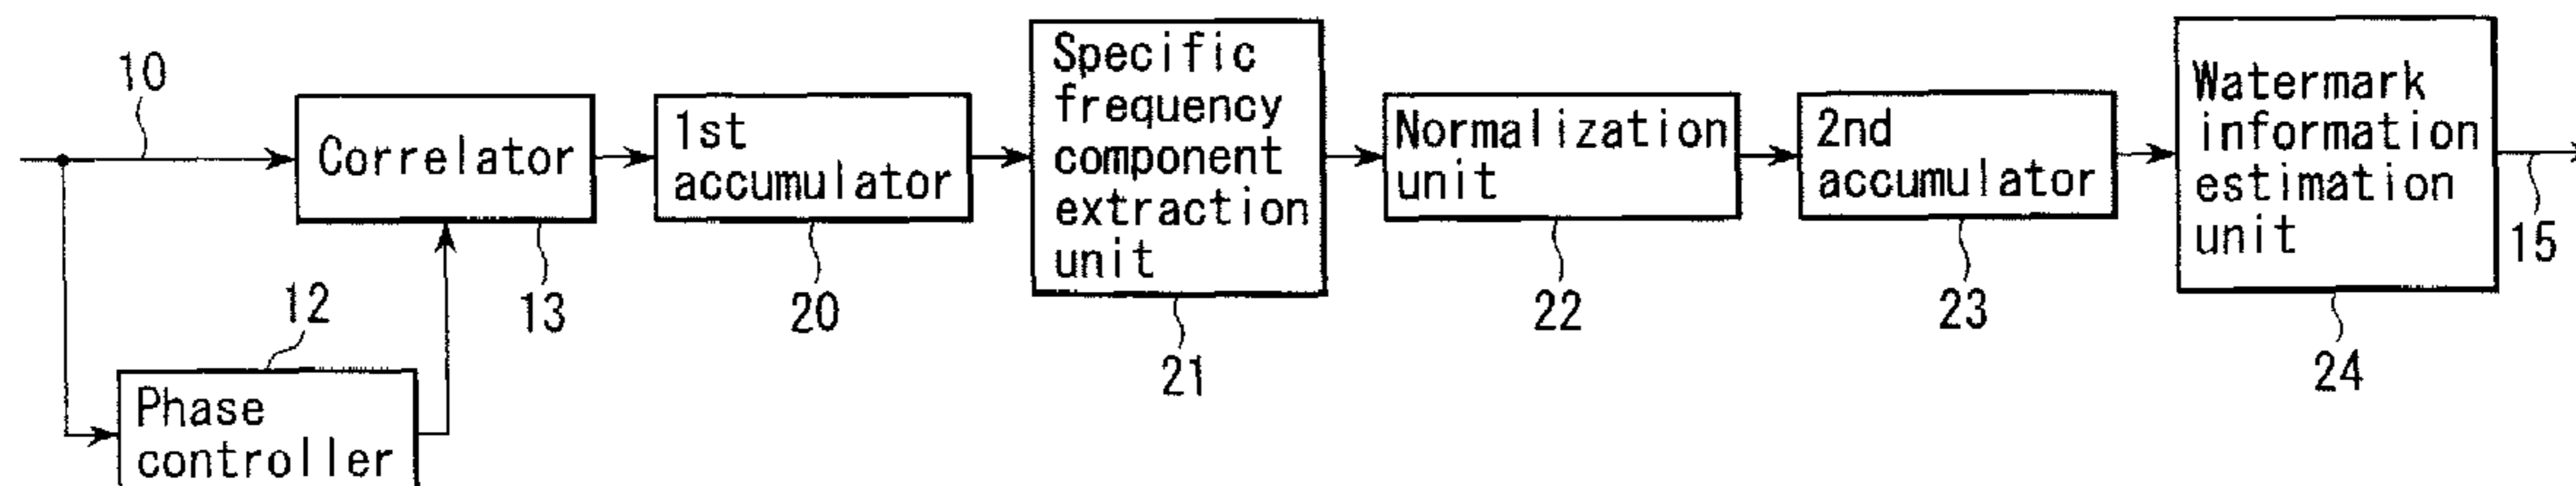 10
Correlator
13
1st
accumulator
20
Specific
frequency
component
extraction
unit
21
Normalization
unit
22
2nd
accumulator
23
Watermark
information
estimation
unit
24
15
12
Phase
controller